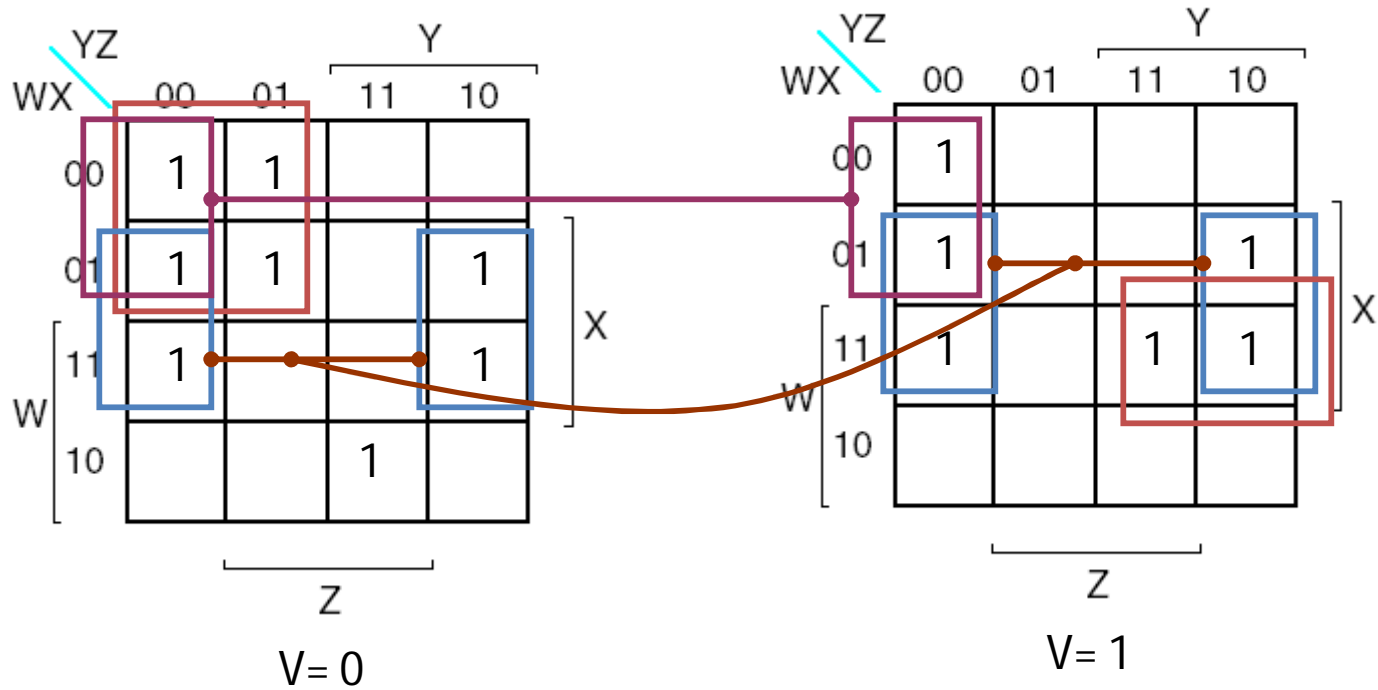 YZ
Y
WX
00 01 11 10
00 1 1
01 1 1 1
X
11 1 1
W
10 1
Z
V= 0
YZ
Y
WX
00 01 11 10
00 1
01 1 1
X
11 1 1 1
W
10
Z
V= 1